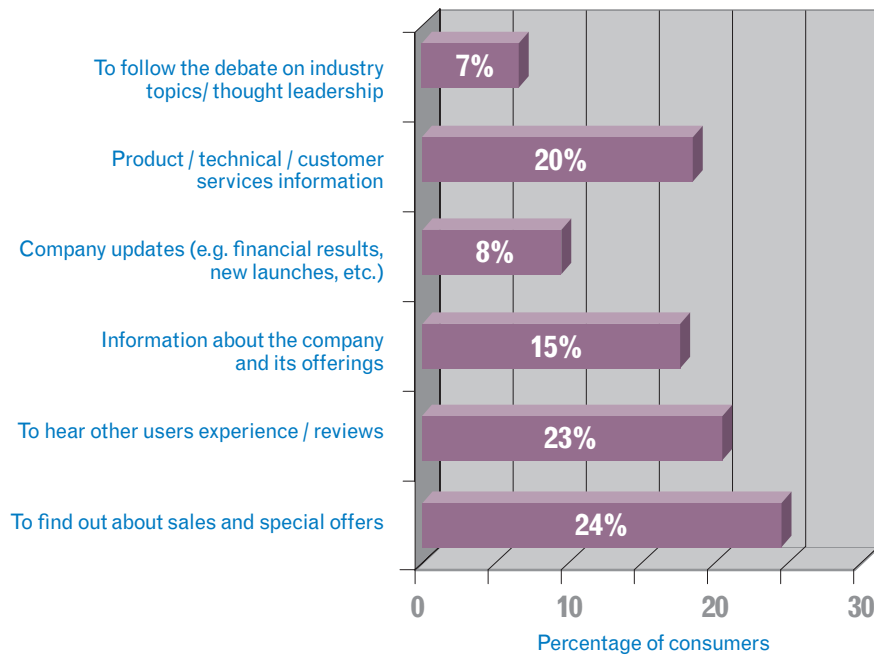 To follow the debate on industry
topics/ thought leadership
7%
Product / technical / customer
services information
20%
Company updates (e.g. financial results,
new launches, etc.)
8%
Information about the company
and its offerings
15%
To hear other users experience / reviews
23%
To find out about sales and special offers
24%
0 10 20 30
Percentage of consumers